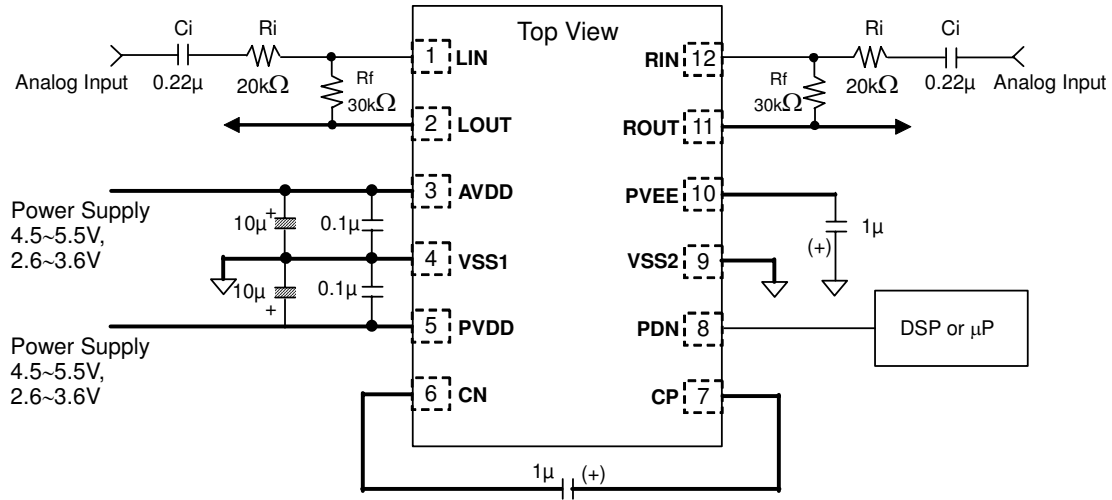 Top View
Ci
Ri
Analog Input
0.22μ
20kΩ
Rf
30kΩ
1 LIN
2 LOUT
3 AVDD
4 VSS1
5 PVDD
6 CN
Power Supply
4.5~5.5V,
2.6~3.6V
10μ +
0.1μ
10μ +
0.1μ
Power Supply
4.5~5.5V,
2.6~3.6V
RIN 12
ROUT 11
PVEE 10
VSS2 9
PDN 8
CP 7
Ri
Ci
Rf
30kΩ
20kΩ
0.22μ
Analog Input
1μ
(+)
DSP or μP
1μ (+)